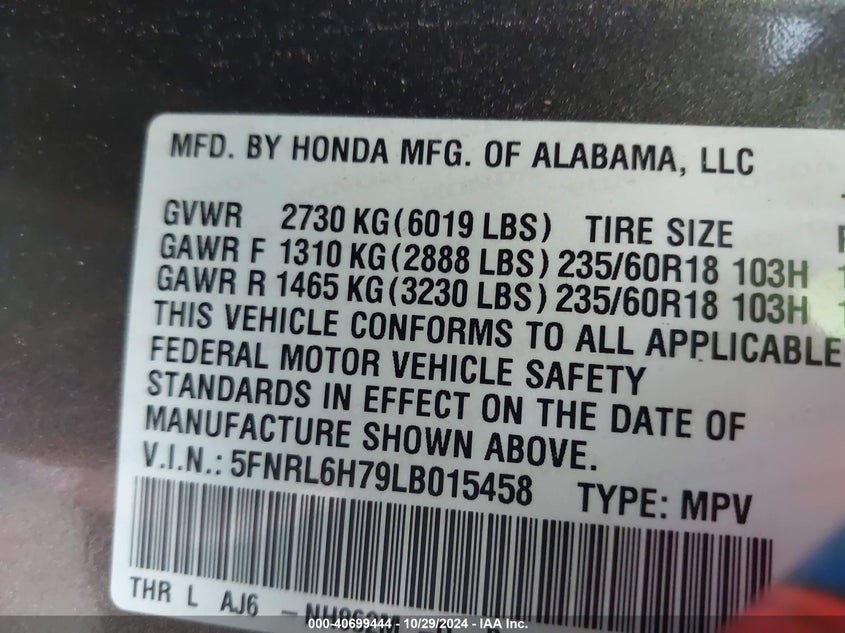 MFD. BY HONDA MFG. OF ALABAMA, LLC
GVWR 2730 KG (6019 LBS) TIRE SIZE
GAWR F 1310 KG (2888 LBS) 235/60R18 103H
GAWR R 1465 KG (3230 LBS) 235/60R18 103H
THIS VEHICLE CONFORMS TO ALL APPLICABLE
FEDERAL MOTOR VEHICLE SAFETY
STANDARDS IN EFFECT ON THE DATE OF
MANUFACTURE SHOWN ABOVE.
V.I.N.: 5FNRL6H79LB015458 TYPE: MPV
THR L AJ6
000-40699444 - 10/29/2024 - IAA Inc.